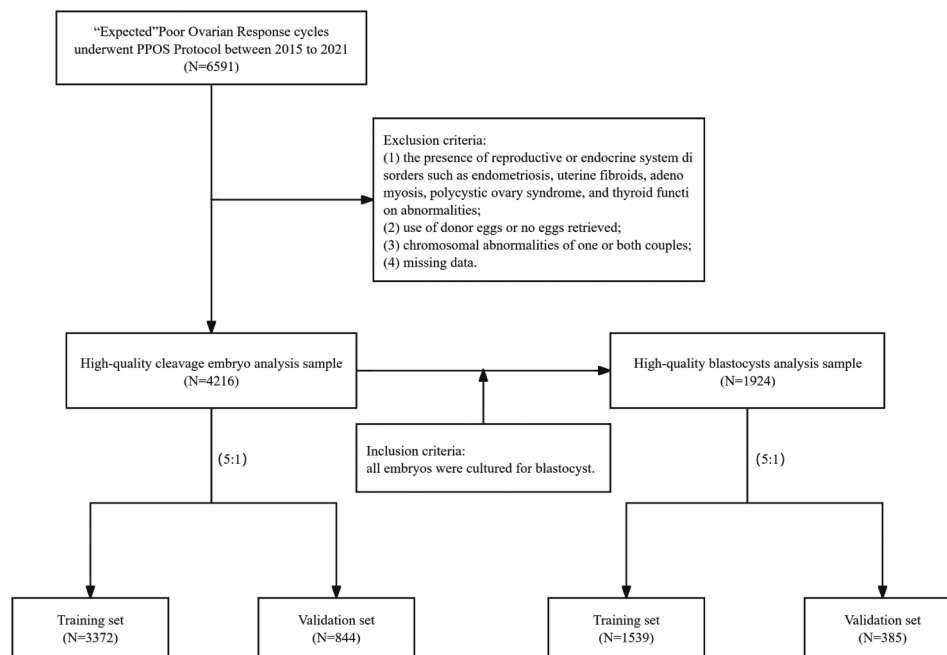 “Expected”Poor Ovarian Response cycles
underwent PPOS Protocol between 2015 to 2021
(N=6591)
Exclusion criteria:
(1) the presence of reproductive or endocrine system di
sorders such as endometriosis, uterine fibroids, adeno
myosis, polycystic ovary syndrome, and thyroid functi
on abnormalities;
(2) use of donor eggs or no eggs retrieved;
(3) chromosomal abnormalities of one or both couples;
(4) missing data.
High-quality cleavage embryo analysis sample
(N=4216)
High-quality blastocysts analysis sample
(N=1924)
Inclusion criteria:
all embryos were cultured for blastocyst.
(5:1)
(5:1)
Training set
(N=3372)
Validation set
(N=844)
Training set
(N=1539)
Validation set
(N=385)